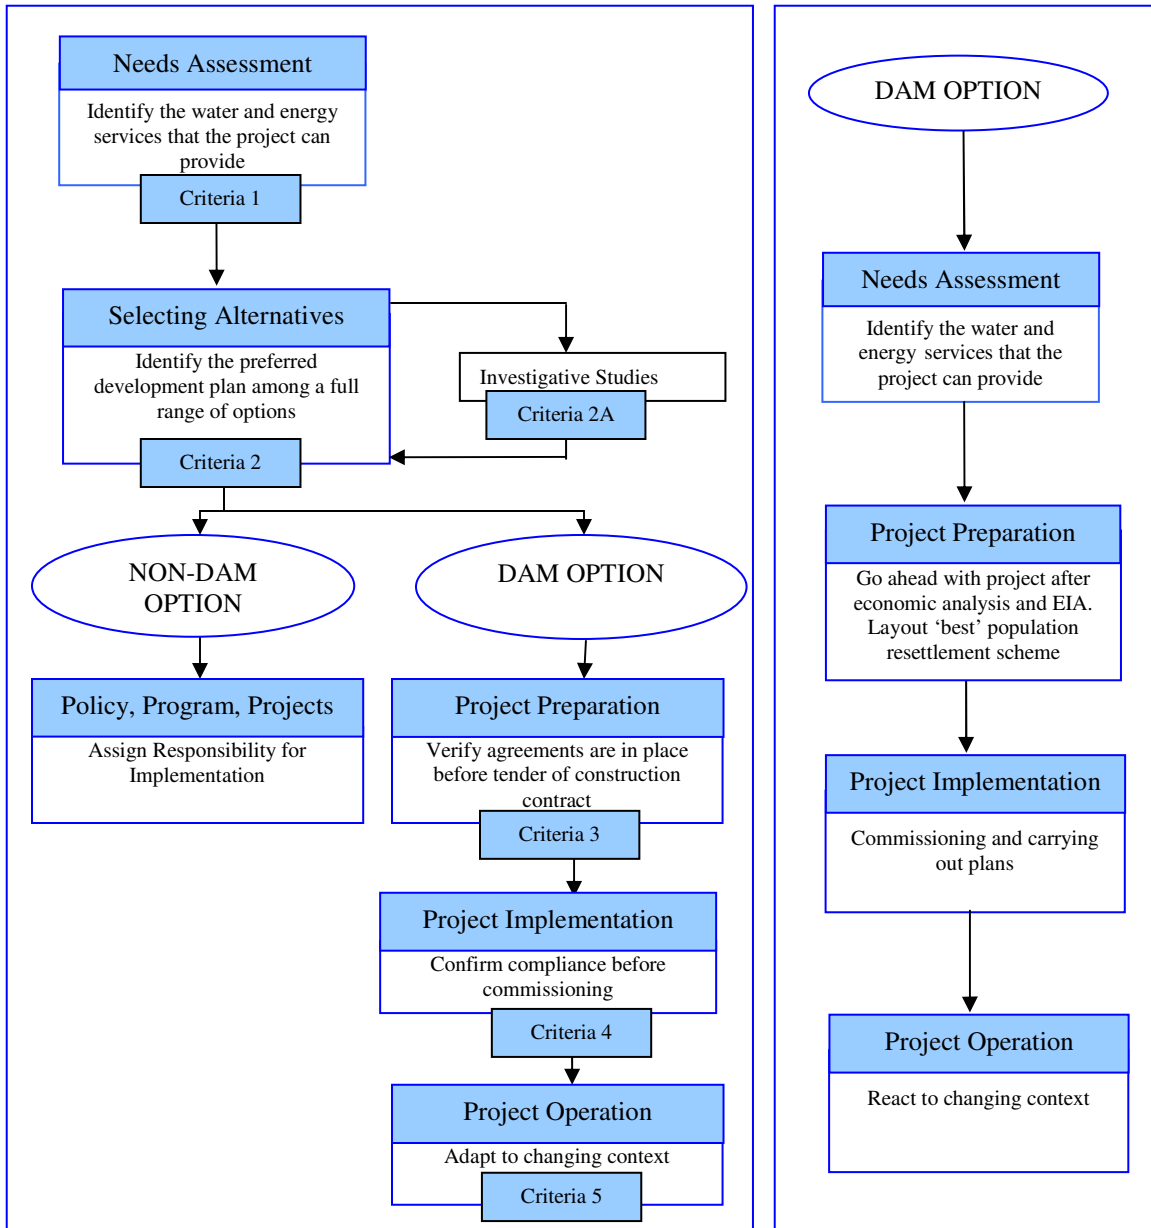 Needs Assessment
Identify the water and energy
services that the project can
provide
Criteria 1
Selecting Alternatives
Identify the preferred
development plan among a full
range of options
Investigative Studies
Criteria 2A
Criteria 2
NON-DAM
OPTION
DAM OPTION
Policy, Program, Projects
Assign Responsibility for
Implementation
Project Preparation
Verify agreements are in place
before tender of construction
contract
Criteria 3
Project Implementation
Confirm compliance before
commissioning
Criteria 4
Project Operation
Adapt to changing context
Criteria 5
DAM OPTION
Needs Assessment
Identify the water and
energy services that the
project can provide
Project Preparation
Go ahead with project after
economic analysis and EIA.
Layout ‘best’ population
resettlement scheme
Project Implementation
Commissioning and carrying
out plans
Project Operation
React to changing context